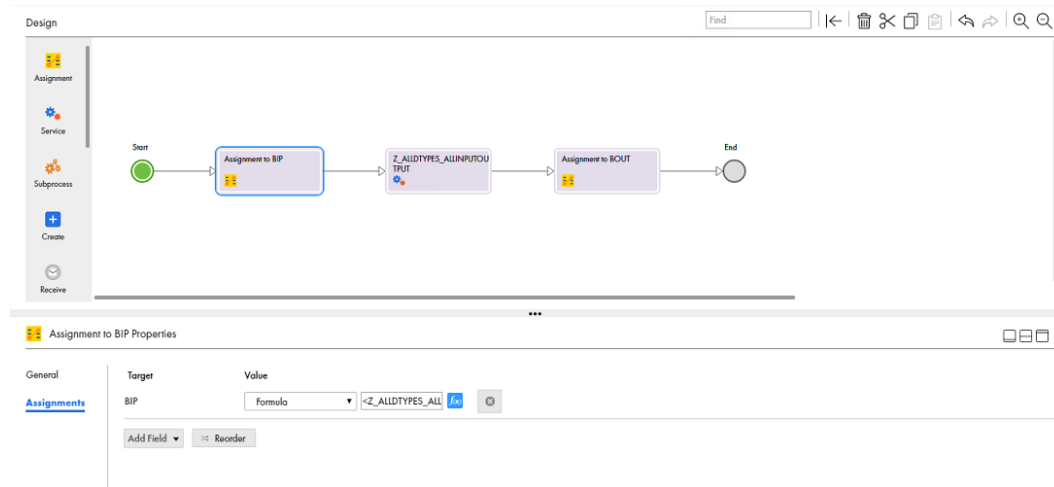 Design
Find
Assignment
Service
Subprocess
Create
Receive
Start
Assignment to BIP
Z_ALLDTYPES_ALLINPUTOU
TPUT
Assignment to BOUT
End
Assignment to BIP Properties
General
Assignments
Target
Value
BIP
Formula
<Z_ALLDTYPES_ALL
f(x)
Add Field
Reorder